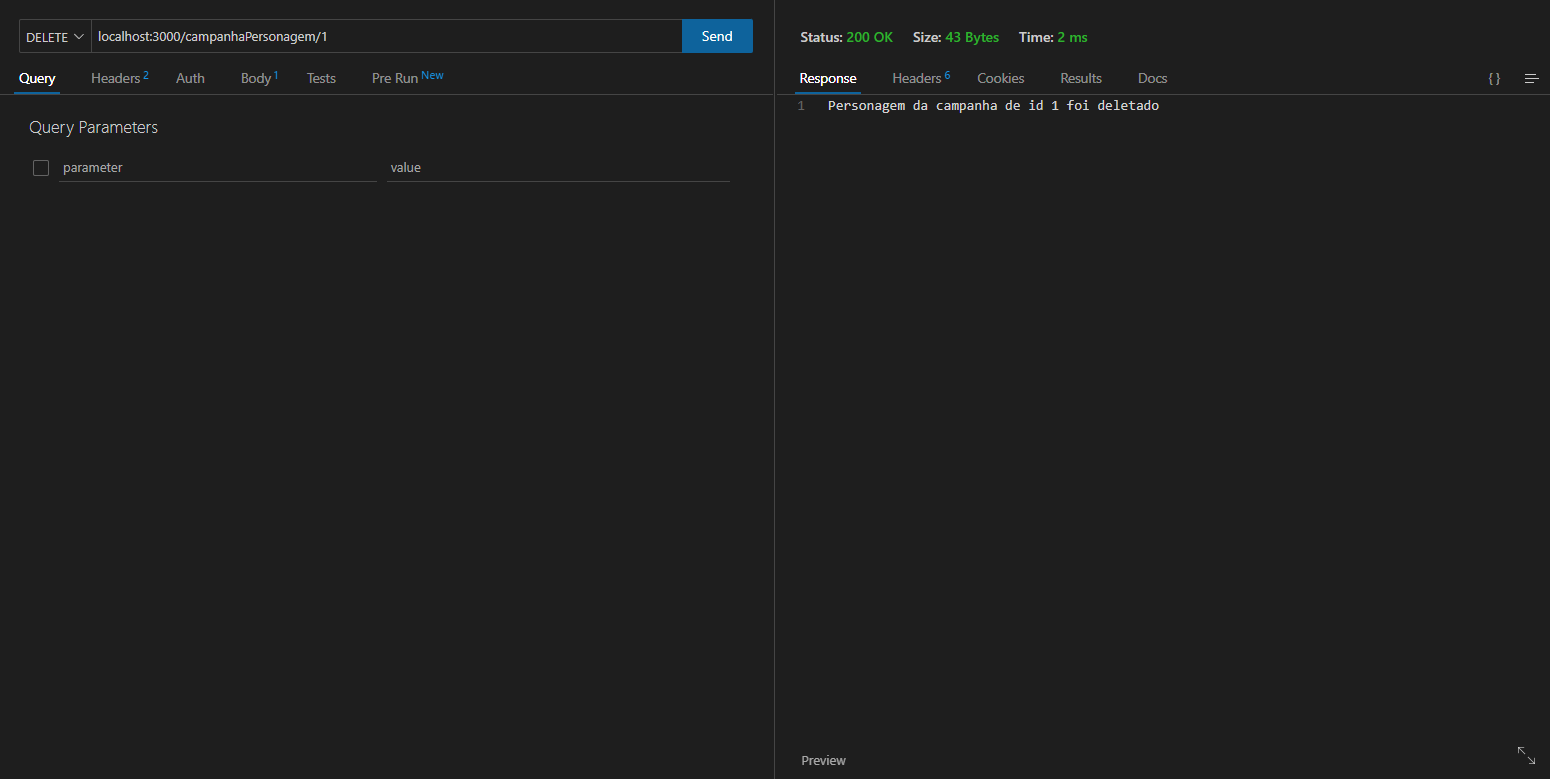 DELETE localhost:3000/campanhaPersonagem/1 Send
Query Headers 2 Auth Body 1 Tests Pre Run New
Query Parameters
parameter value
Status: 200 OK Size: 43 Bytes Time: 2 ms
Response Headers 6 Cookies Results Docs { }
1 Personagem da campanha de id 1 foi deletado
Preview